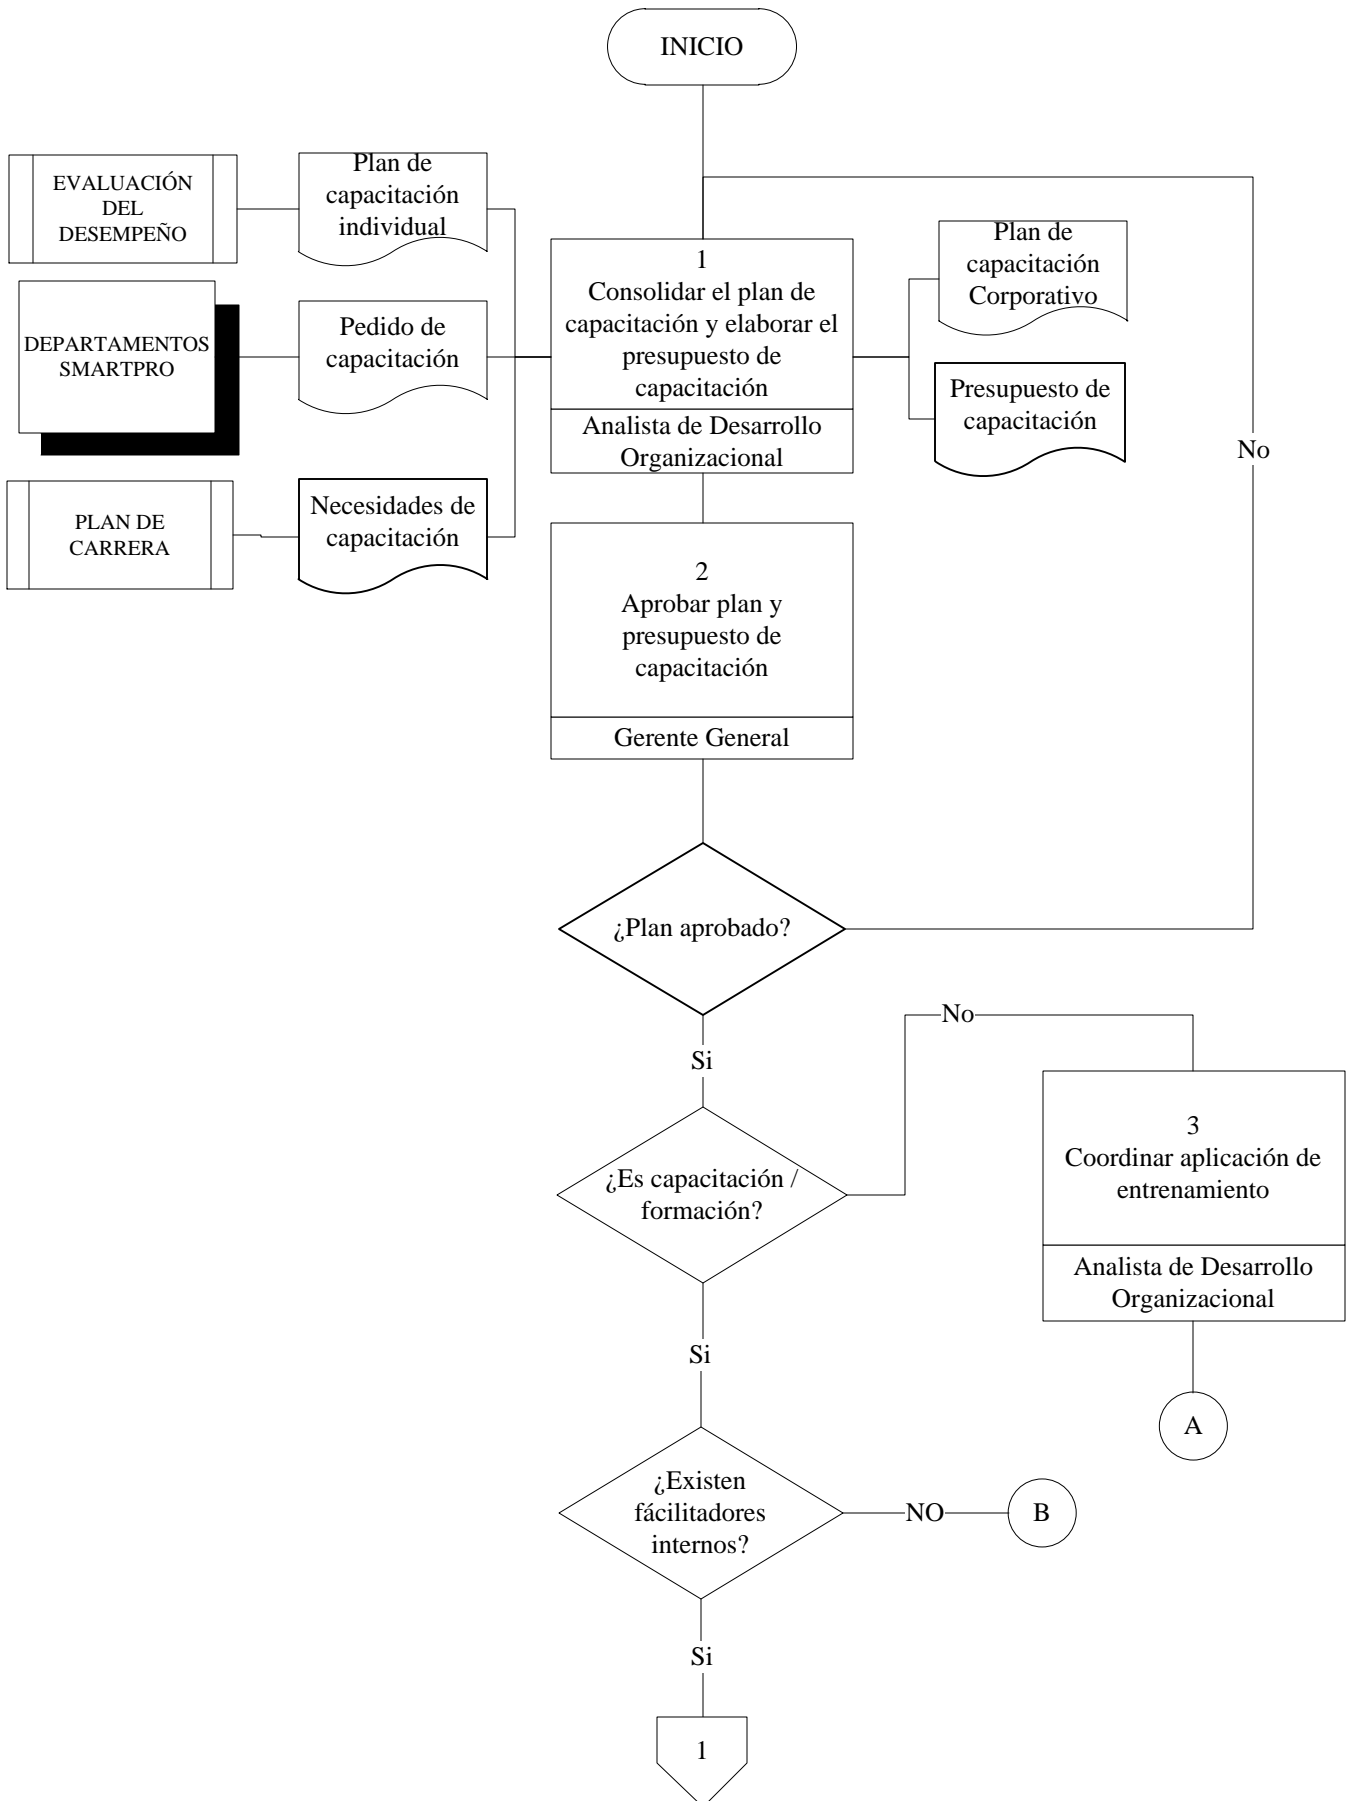 INICIO
EVALUACIÓN
DEL
DESEMPEÑO
Plan de
capacitación
individual
DEPARTAMENTOS
SMARTPRO
Pedido de
capacitación
PLAN DE
CARRERA
Necesidades de
capacitación
1
Consolidar el plan de
capacitación y elaborar el
presupuesto de
capacitación
Analista de Desarrollo
Organizacional
Plan de
capacitación
Corporativo
Presupuesto de
capacitación
No
2
Aprobar plan y
presupuesto de
capacitación
Gerente General
¿Plan aprobado?
Si
No
¿Es capacitación /
formación?
3
Coordinar aplicación de
entrenamiento
Analista de Desarrollo
Organizacional
A
Si
¿Existen
fácilitadores
internos?
NO
B
Si
1